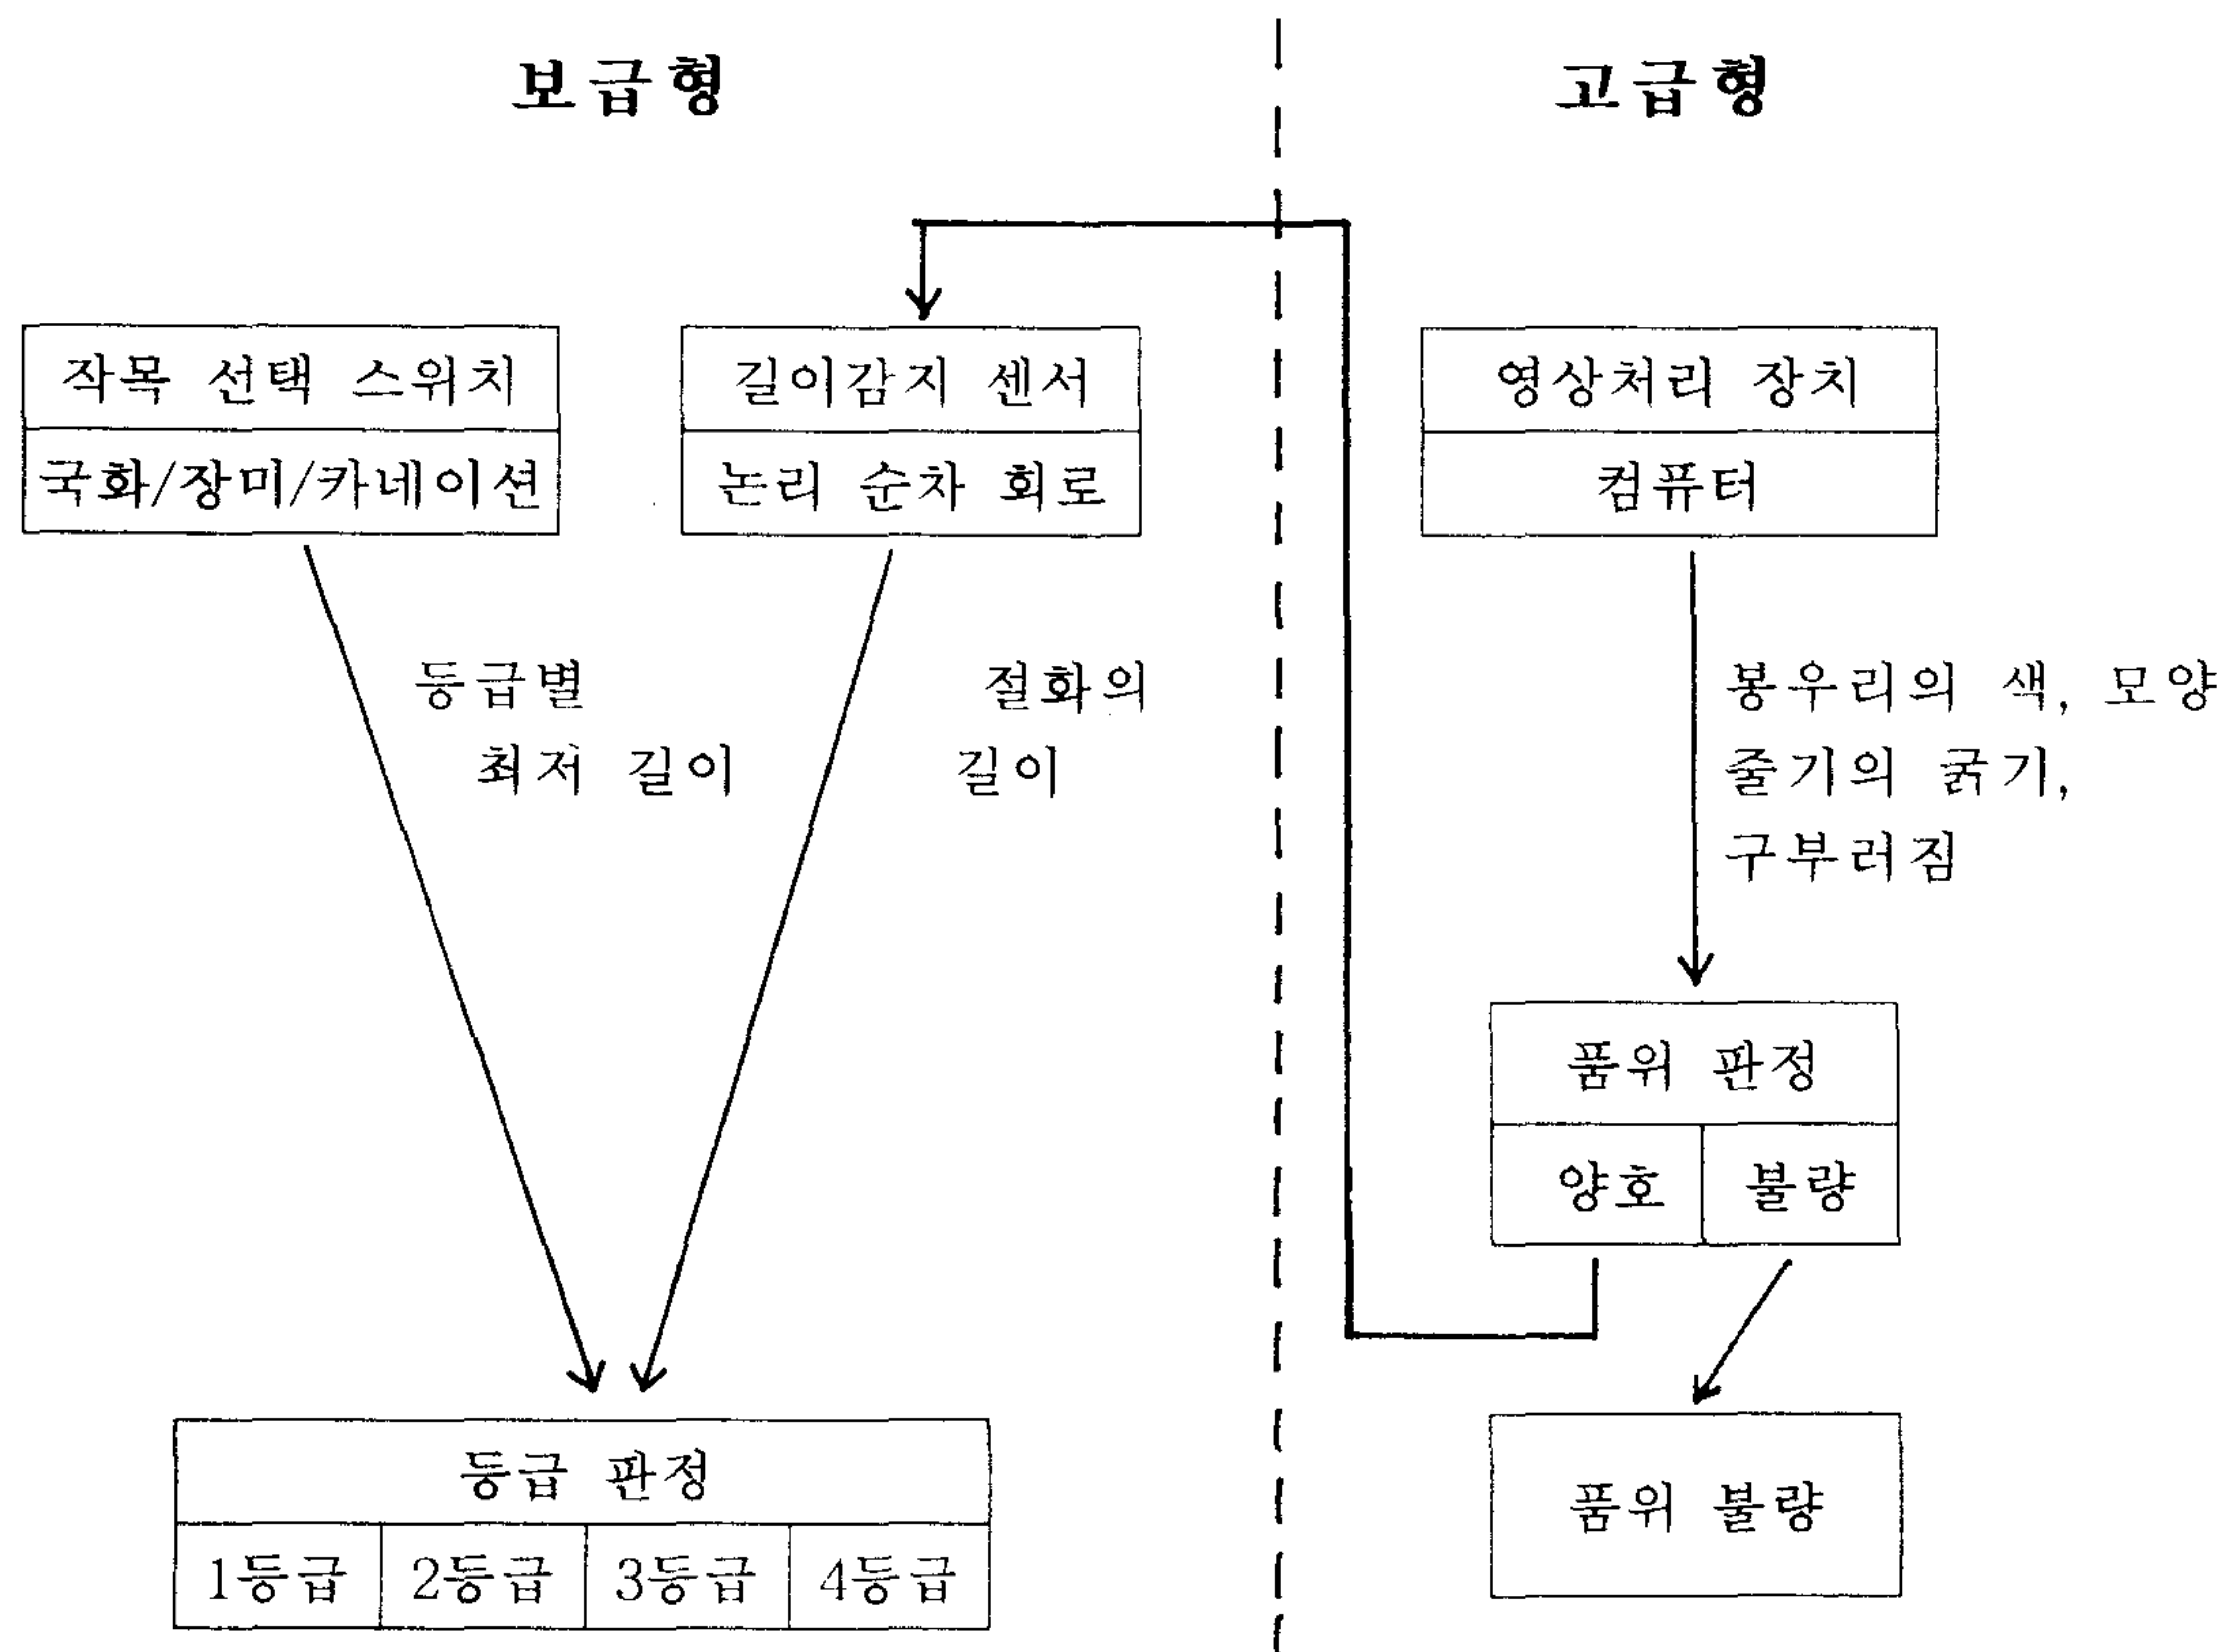 보급형
고급형
작목 선택 스위치
국화/장미/카네이션
길이감지 센서
논리 순차 회로
영상처리 장치
컴퓨터
등급별
최저 길이
절화의
길이
봉우리의 색, 모양
줄기의 굵기,
구부러짐
품위 판정
양호
불량
등급 판정
1등급
2등급
3등급
4등급
품위 불량